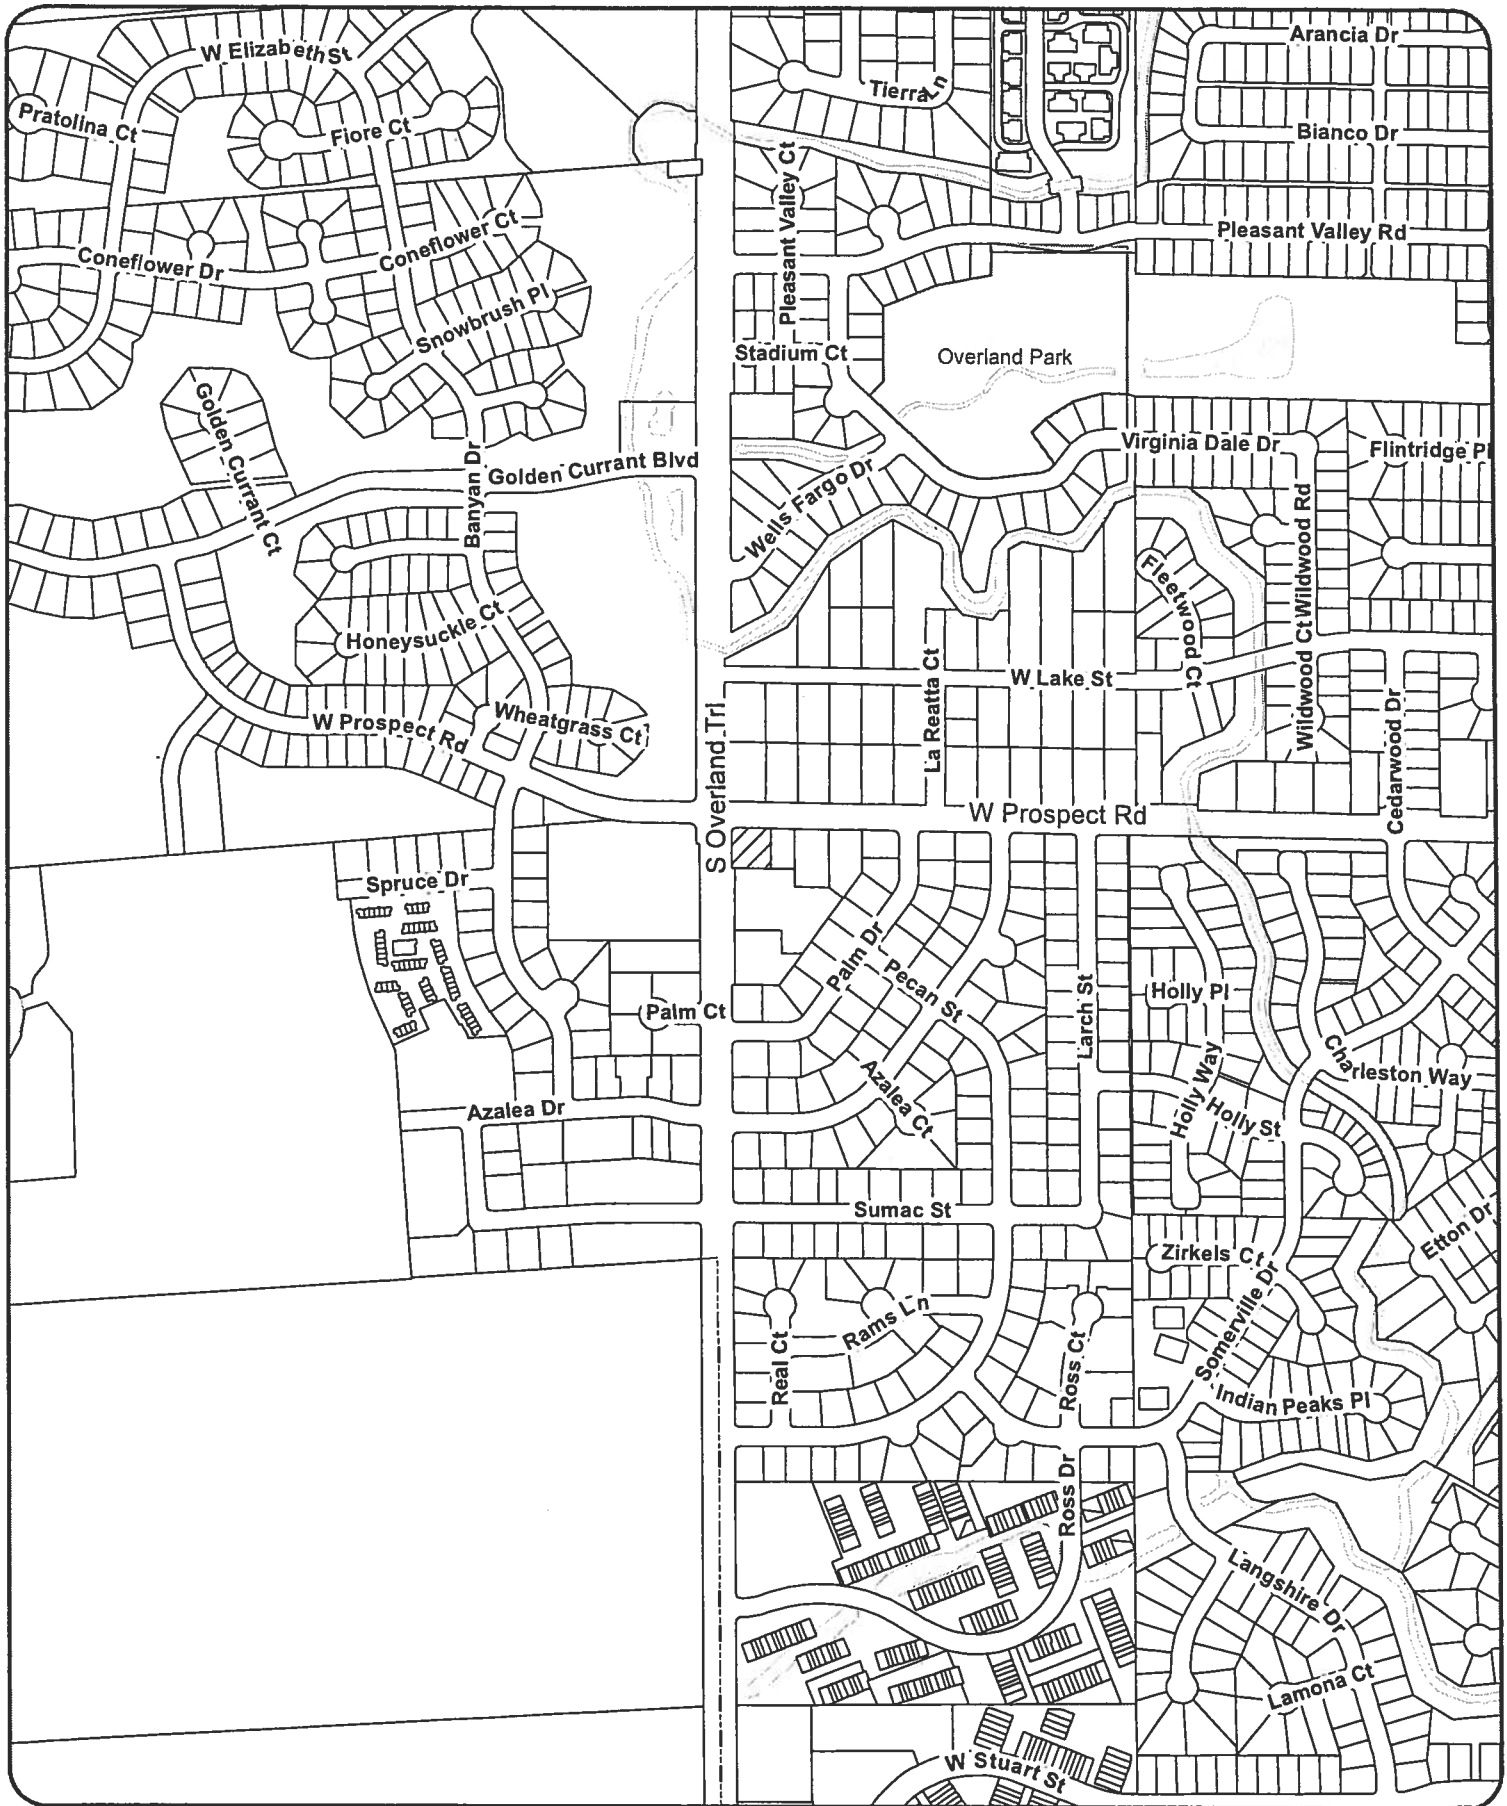 Arancia Dr
W Elizabeth St
Tierra Ln
Pratolina Ct
Fiore Ct
Bianco Dr
Pleasant Valley Ct
Coneflower Ct
Pleasant Valley Rd
Coneflower Dr
Snowbrush Pl
Stadium Ct
Overland Park
Golden Currant Ct
Virginia Dale Dr
Flintridge Pl
Golden Currant Blvd
Banyan Dr
Wells Fargo Dr
Wildwood Rd
Fleetwood Ct
Honeysuckle Ct
W Lake St
La Reatta Ct
Wildwood Ct
Cedarwood Dr
W Prospect Rd
Wheatgrass Ct
S Overland Trl
W Prospect Rd
Spruce Dr
Palm Dr
Pecan St
Holly Pl
Palm Ct
Larch St
Charleston Way
Azalea Ct
Holly Way
Holly St
Azalea Dr
Sumac St
Etton Dr
Zirkels Ct
Somerville Dr
Rams Ln
Real Ct
Ross Ct
Indian Peaks Pl
Ross Dr
Langshire Dr
Lamona Ct
W Stuart St